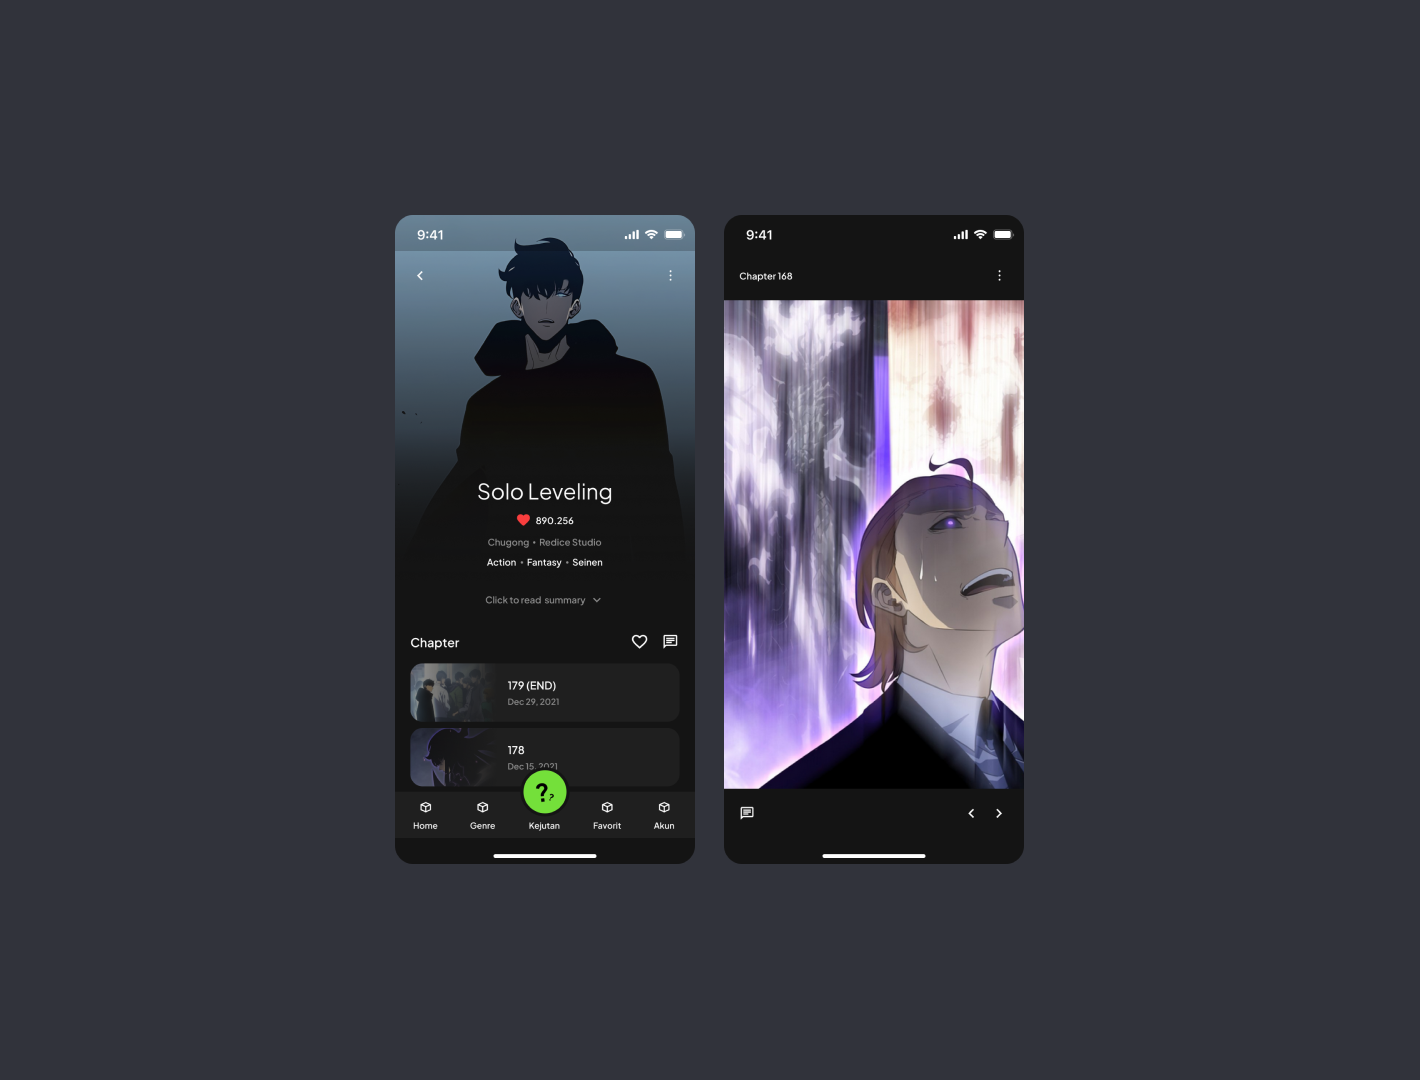 9:41
Solo Leveling
890.256
Chugong • Redice Studio
Action • Fantasy • Seinen
Click to read summary
Chapter
179 (END)
Dec 29, 2021
178
Dec 15, 2021
??
Home
Genre
Kejutan
Favorit
Akun
9:41
Chapter 168